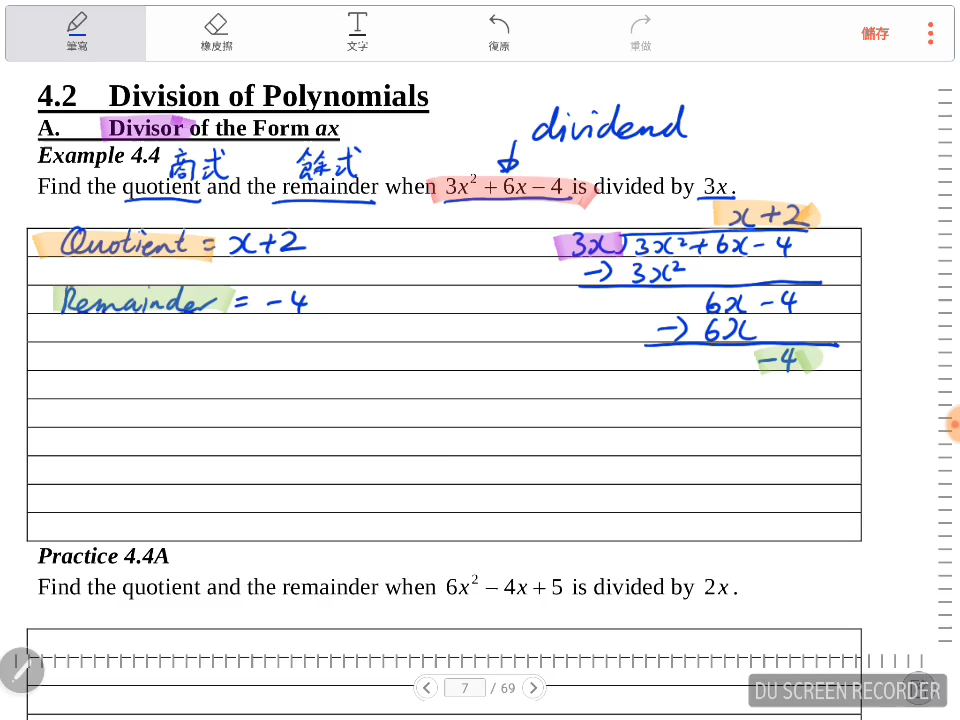 筆寫 橡皮擦 文字 復原 重做 儲存
4.2 Division of Polynomials
A. Divisor of the Form ax
dividend
Example 4.4
商式 餘式
Find the quotient and the remainder when 3x² + 6x − 4 is divided by 3x.
x+2
Quotient = x+2
3x) 3x² + 6x − 4
−) 3x²
Remainder = −4
6x − 4
−) 6x
−4
Practice 4.4A
Find the quotient and the remainder when 6x² − 4x + 5 is divided by 2x.
7 / 69
DU SCREEN RECORDER